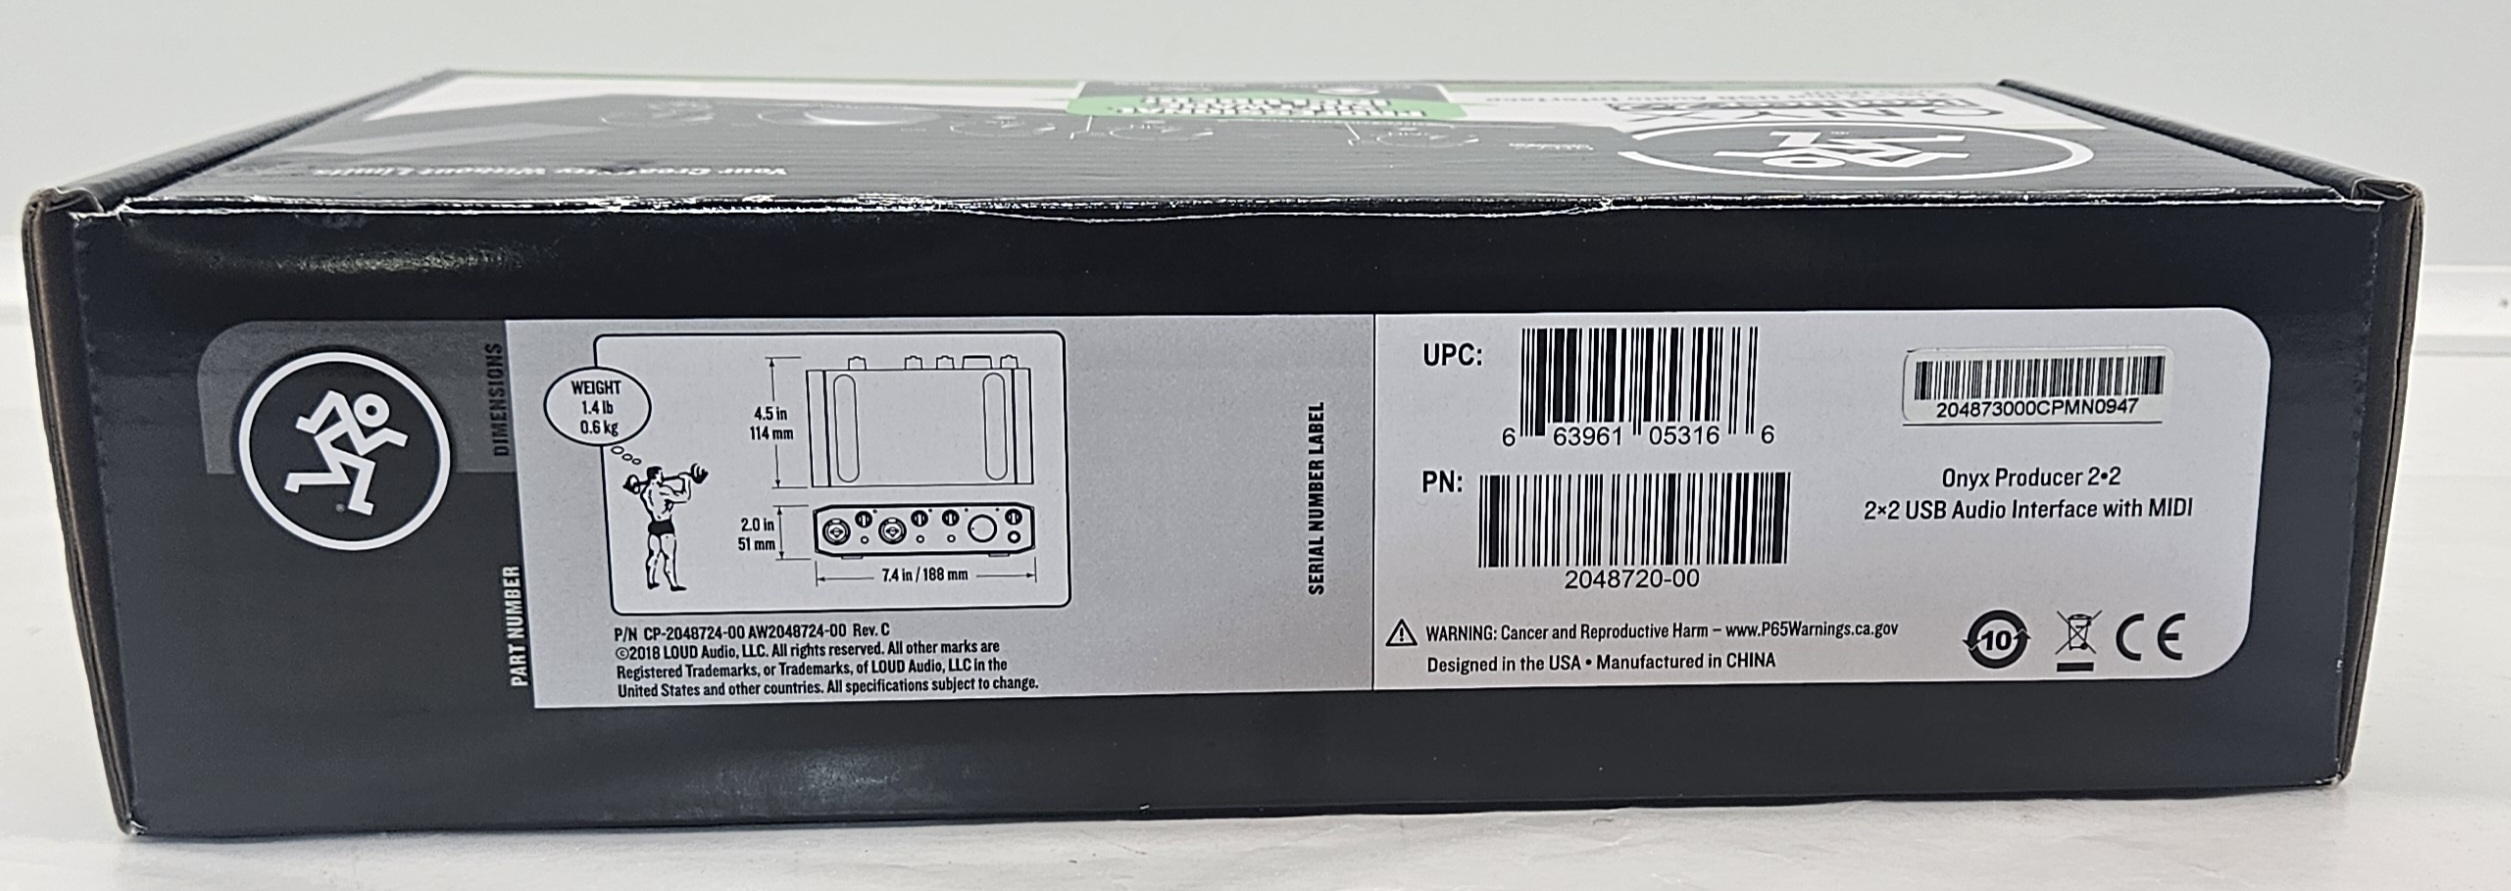 Your Creativity Without Limits
DIMENSIONS
WEIGHT
1.4 lb
0.6 kg
4.5 in
114 mm
2.0 in
51 mm
7.4 in / 188 mm
PART NUMBER
P/N CP-2048724-00 AW2048724-00 Rev. C
©2018 LOUD Audio, LLC. All rights reserved. All other marks are
Registered Trademarks, or Trademarks, of LOUD Audio, LLC in the
United States and other countries. All specifications subject to change.
SERIAL NUMBER LABEL
UPC:
6 63961 05316 6
PN:
2048720-00
204873000CPMN0947
Onyx Producer 2•2
2×2 USB Audio Interface with MIDI
WARNING: Cancer and Reproductive Harm – www.P65Warnings.ca.gov
Designed in the USA • Manufactured in CHINA
10
CE